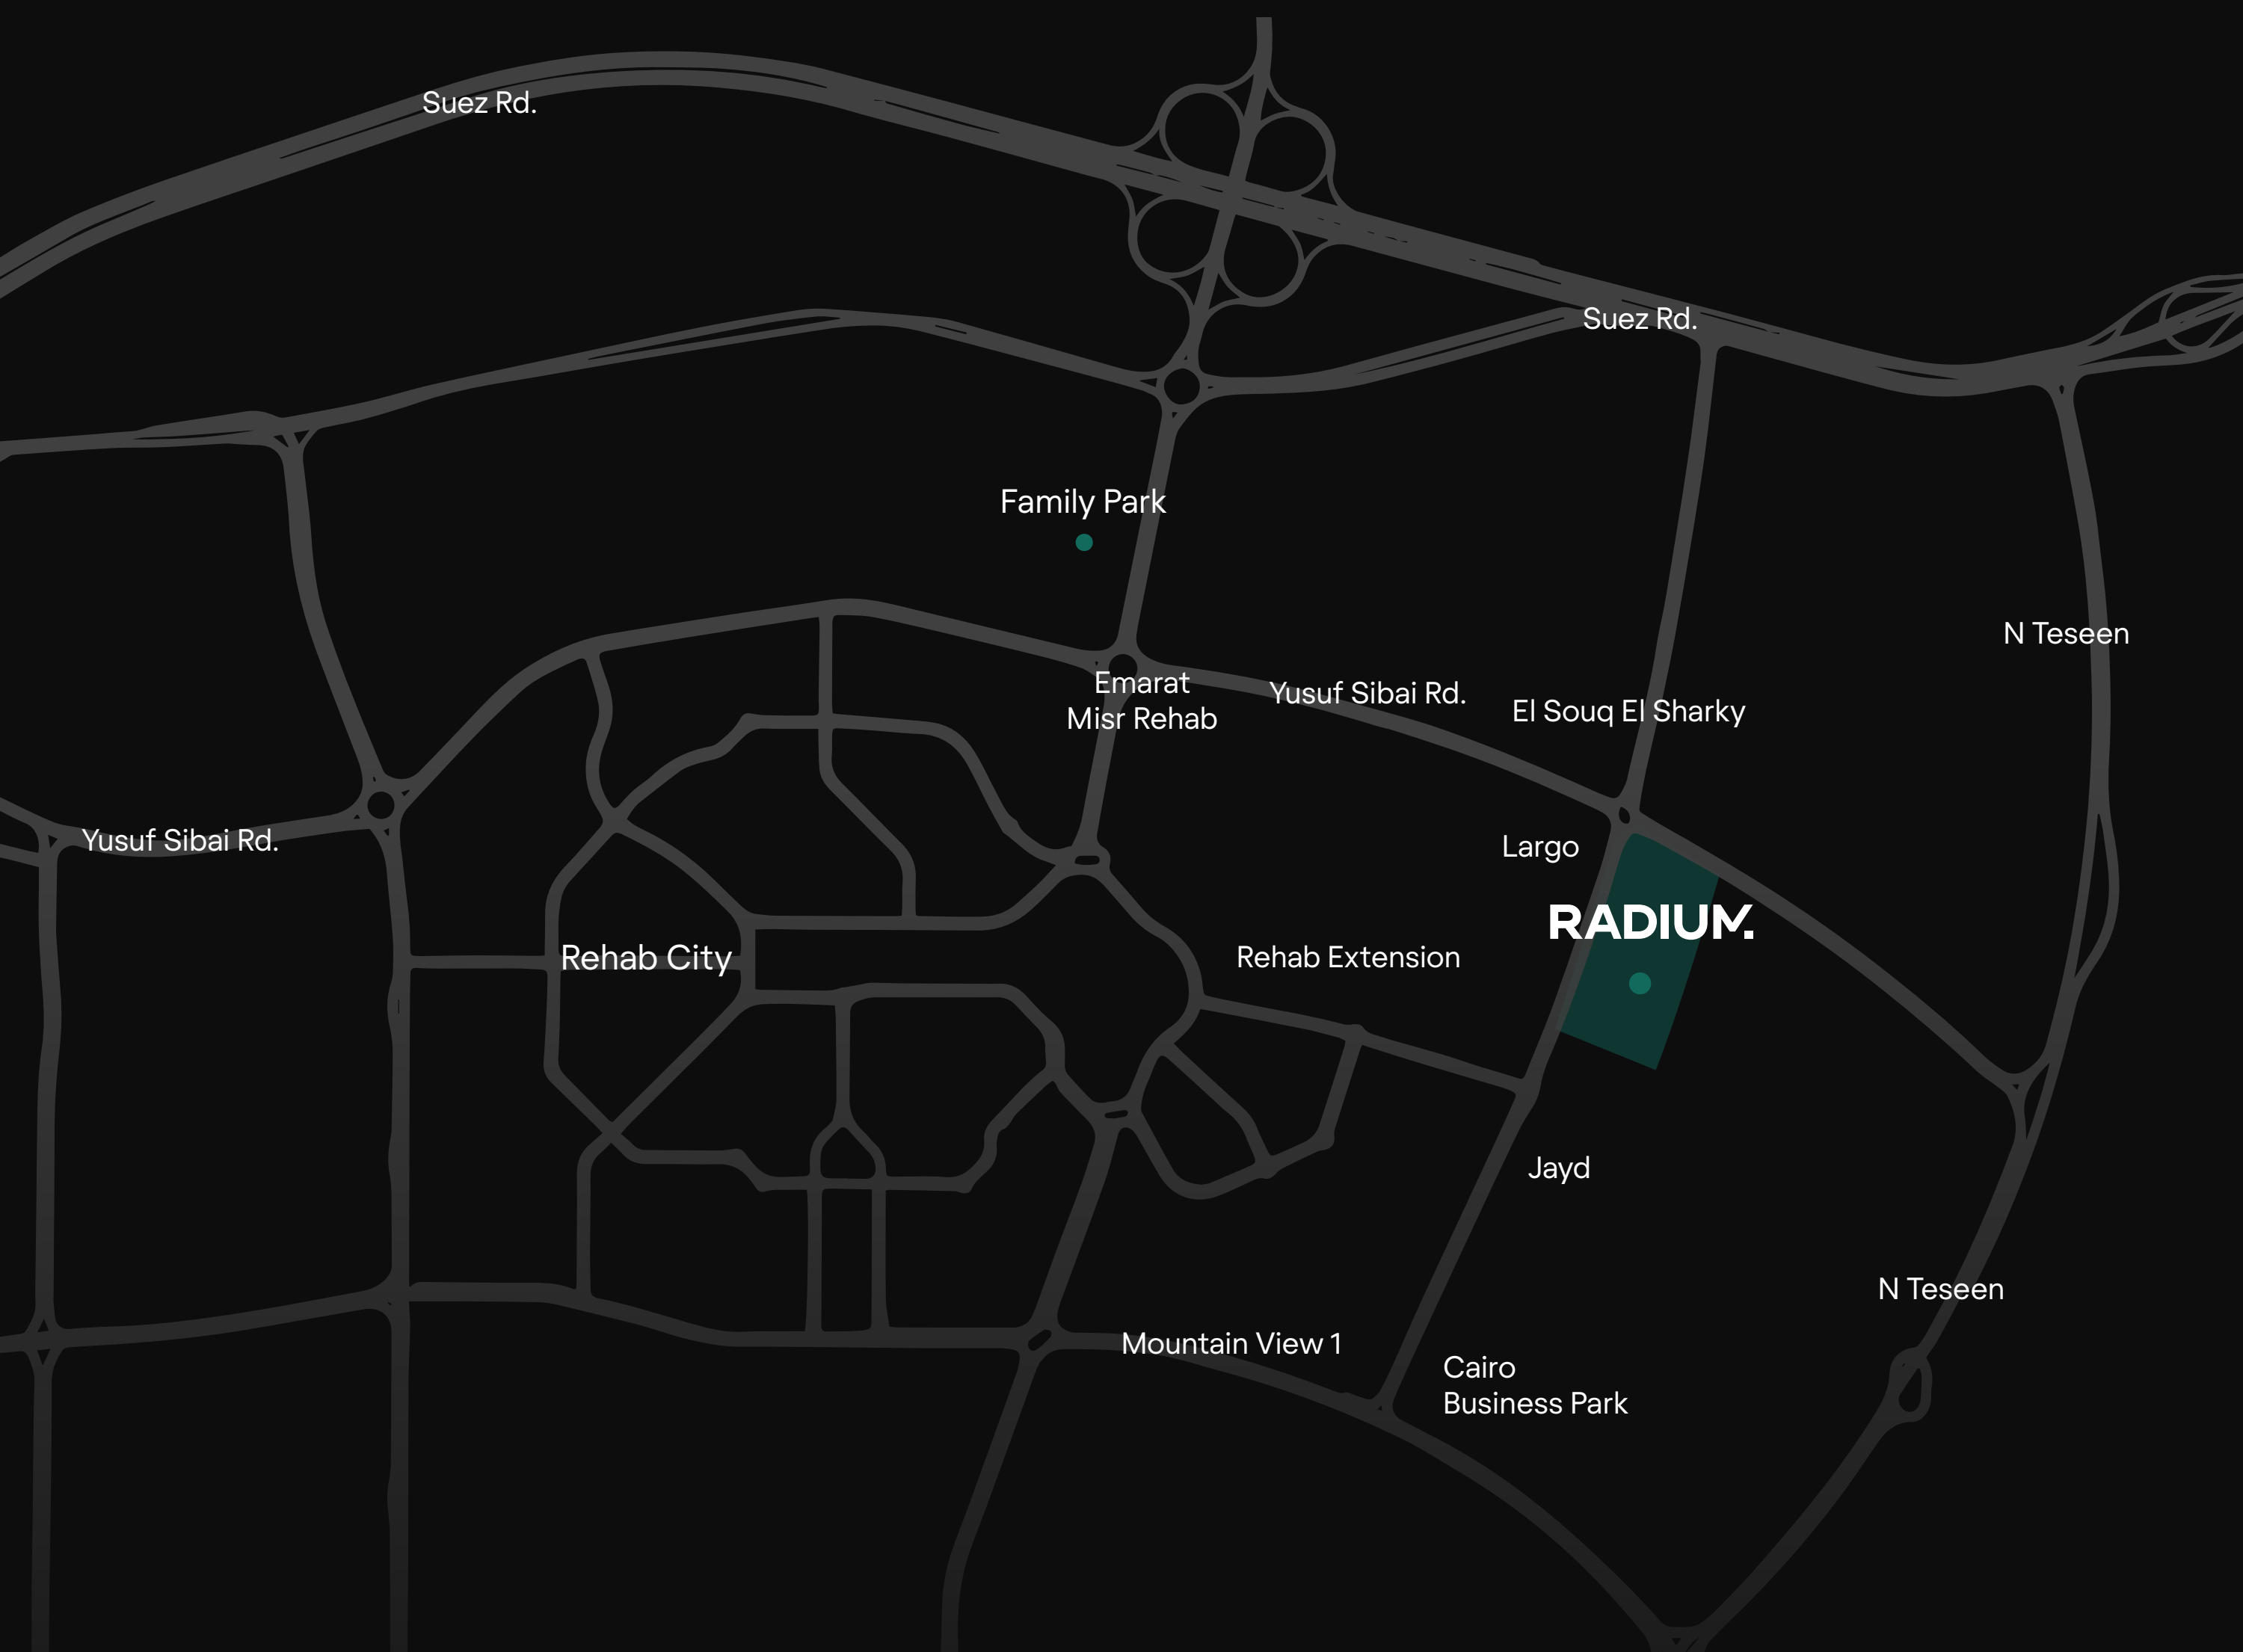 Suez Rd.
Suez Rd.
Family Park
N Teseen
Emarat
Misr Rehab
Yusuf Sibai Rd.
El Souq El Sharky
Yusuf Sibai Rd.
Largo
RADIUM.
Rehab City
Rehab Extension
Jayd
N Teseen
Mountain View 1
Cairo
Business Park